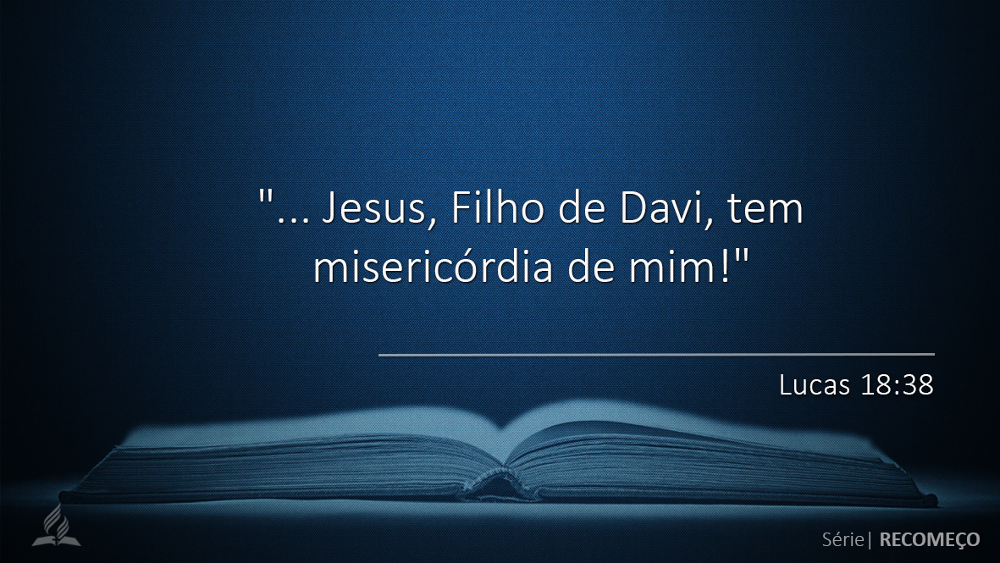 "... Jesus, Filho de Davi, tem
misericórdia de mim!"
Lucas 18:38
Série| RECOMEÇO